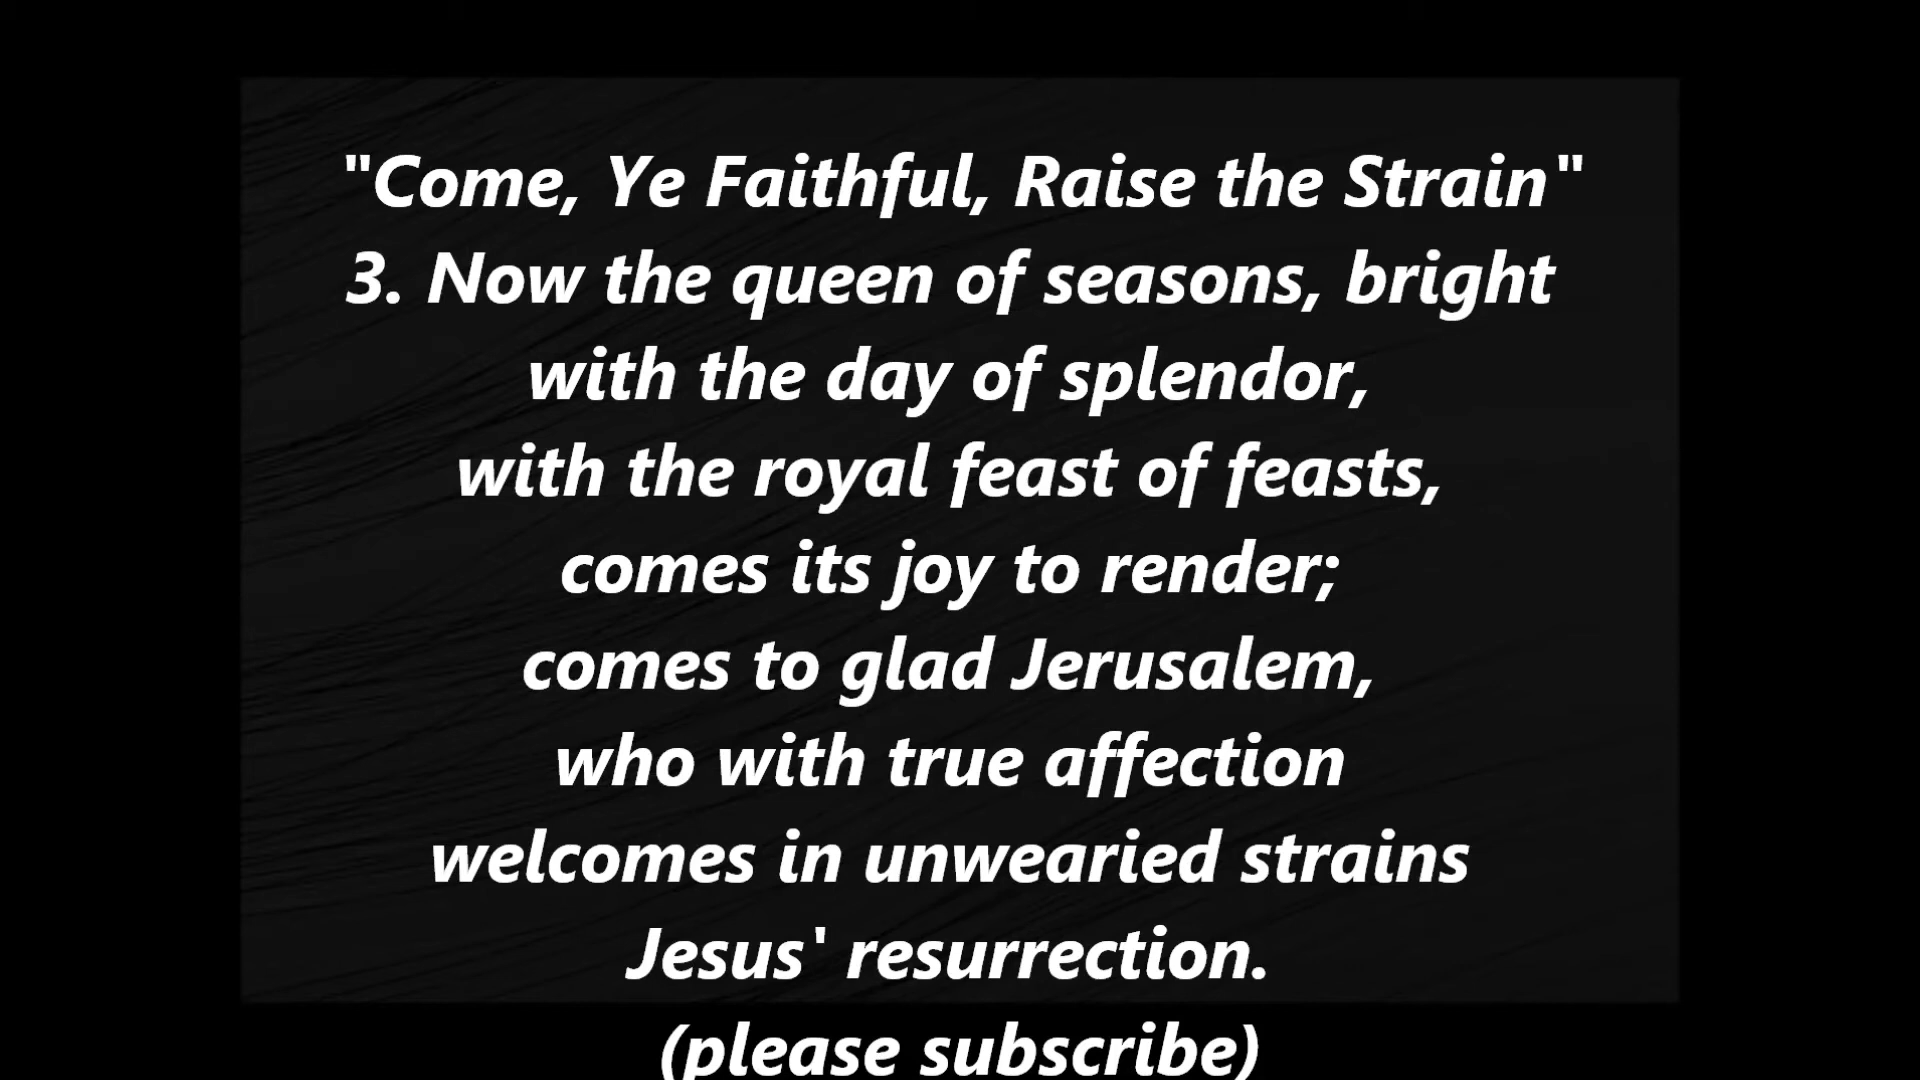 "Come, Ye Faithful, Raise the Strain"
3. Now the queen of seasons, bright
with the day of splendor,
with the royal feast of feasts,
comes its joy to render;
comes to glad Jerusalem,
who with true affection
welcomes in unwearied strains
Jesus' resurrection.
(please subscribe)